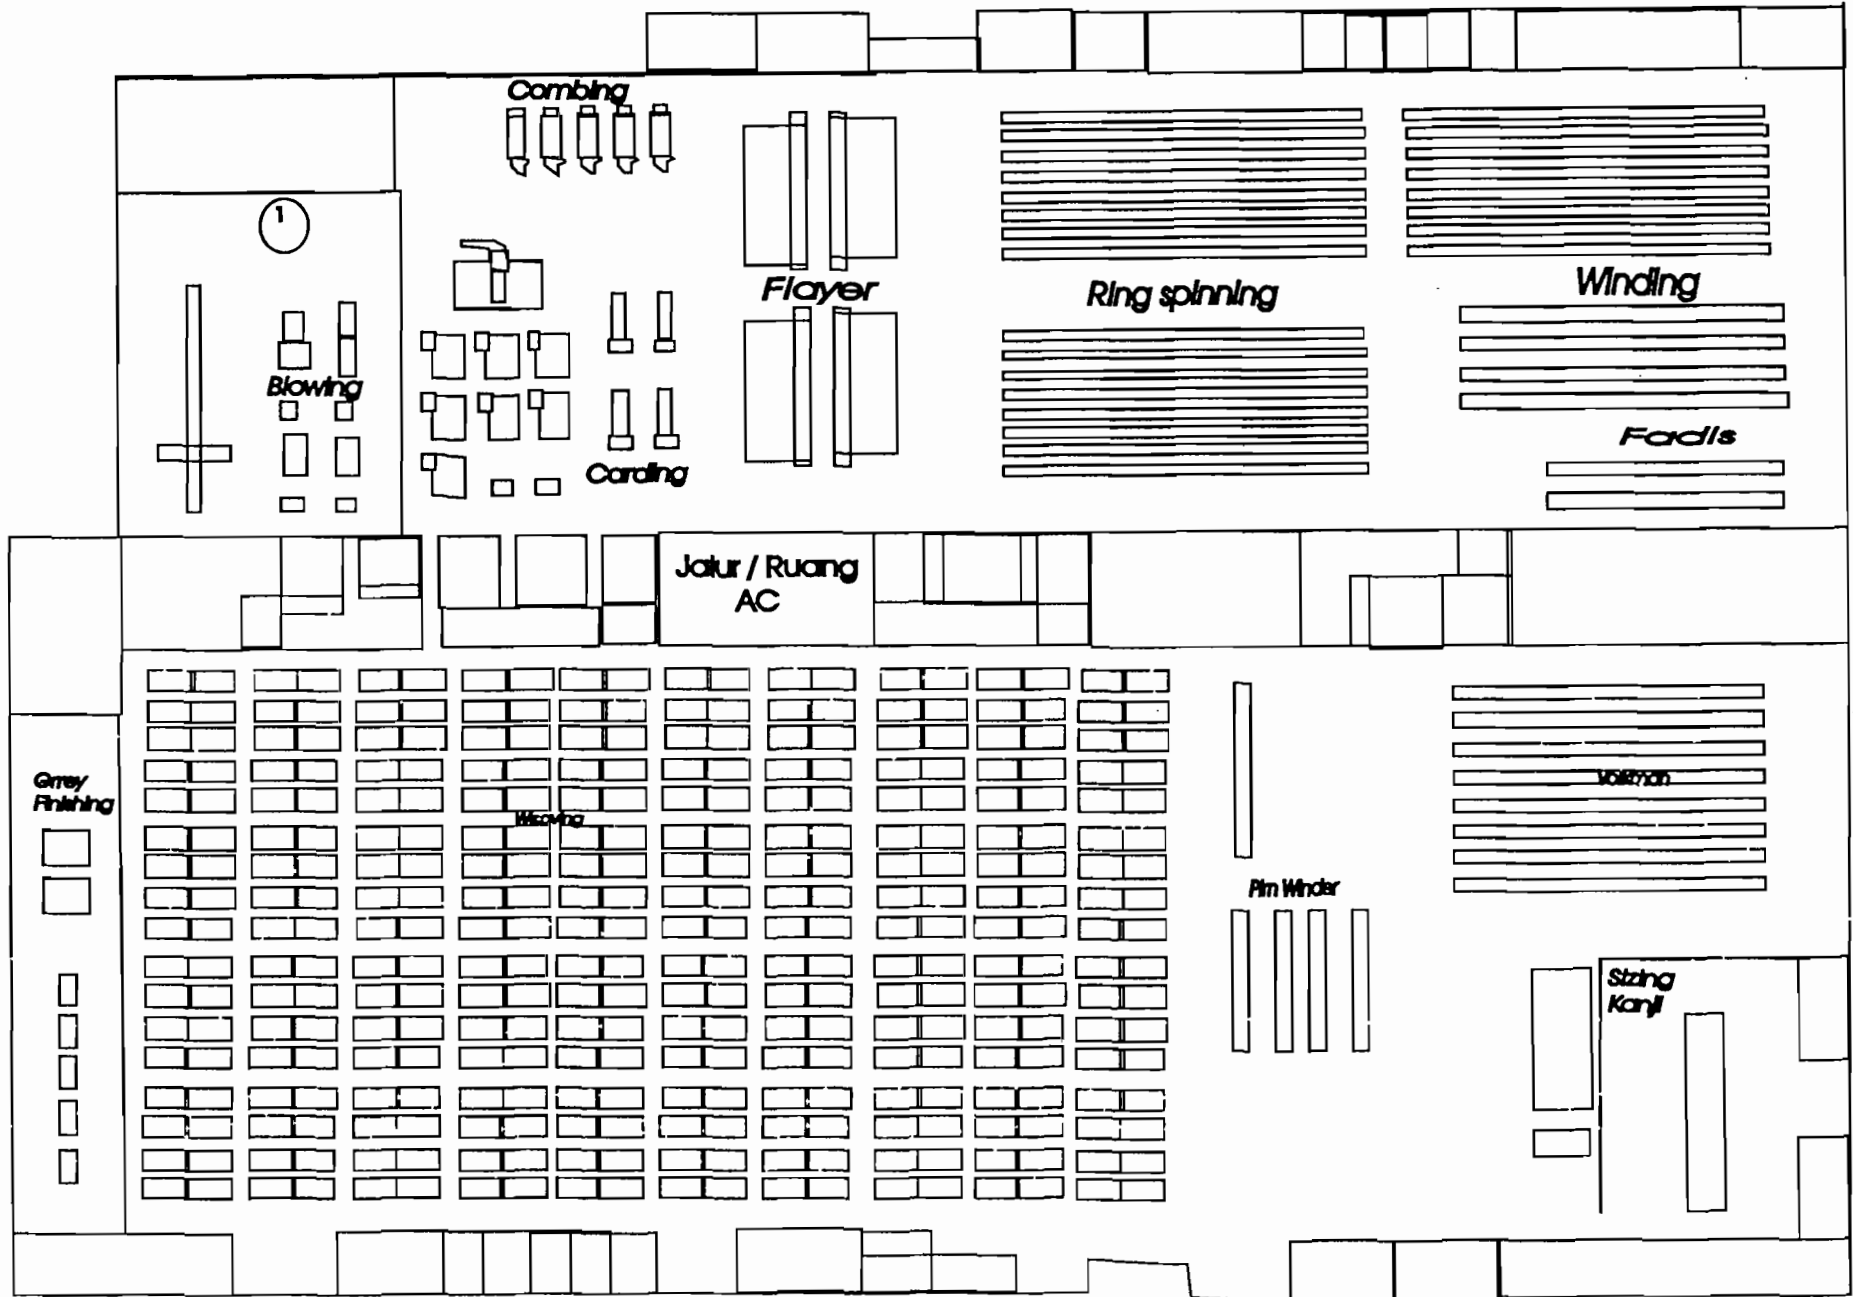 Combing
1
Flayer
Ring spinning
Winding
Blowing
Fadis
Carding
Jalur / Ruang
AC
Grrey
Finishing
Weaving
Volkman
Pirn Winder
Sizing
Kanji